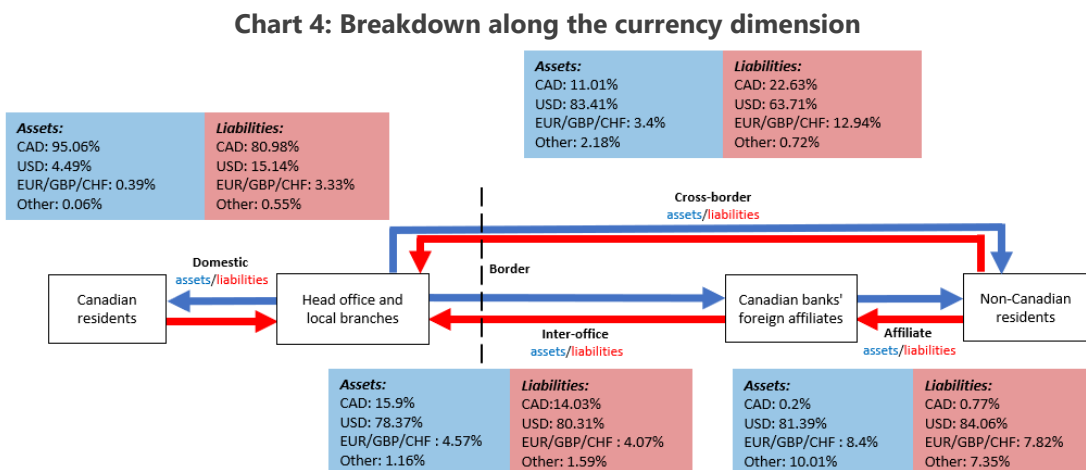 Chart 4: Breakdown along the currency dimension
Assets:
CAD: 11.01%
USD: 83.41%
EUR/GBP/CHF: 3.4%
Other: 2.18%
Liabilities:
CAD: 22.63%
USD: 63.71%
EUR/GBP/CHF: 12.94%
Other: 0.72%
Assets:
CAD: 95.06%
USD: 4.49%
EUR/GBP/CHF: 0.39%
Other: 0.06%
Liabilities:
CAD: 80.98%
USD: 15.14%
EUR/GBP/CHF: 3.33%
Other: 0.55%
Cross-border
assets/liabilities
Domestic
assets/liabilities
Border
Canadian
residents
Head office and
local branches
Canadian banks'
foreign affiliates
Non-Canadian
residents
Inter-office
assets/liabilities
Affiliate
assets/liabilities
Assets:
CAD: 15.9%
USD: 78.37%
EUR/GBP/CHF : 4.57%
Other: 1.16%
Liabilities:
CAD:14.03%
USD: 80.31%
EUR/GBP/CHF: 4.07%
Other: 1.59%
Assets:
CAD: 0.2%
USD: 81.39%
EUR/GBP/CHF : 8.4%
Other: 10.01%
Liabilities:
CAD: 0.77%
USD: 84.06%
EUR/GBP/CHF: 7.82%
Other: 7.35%